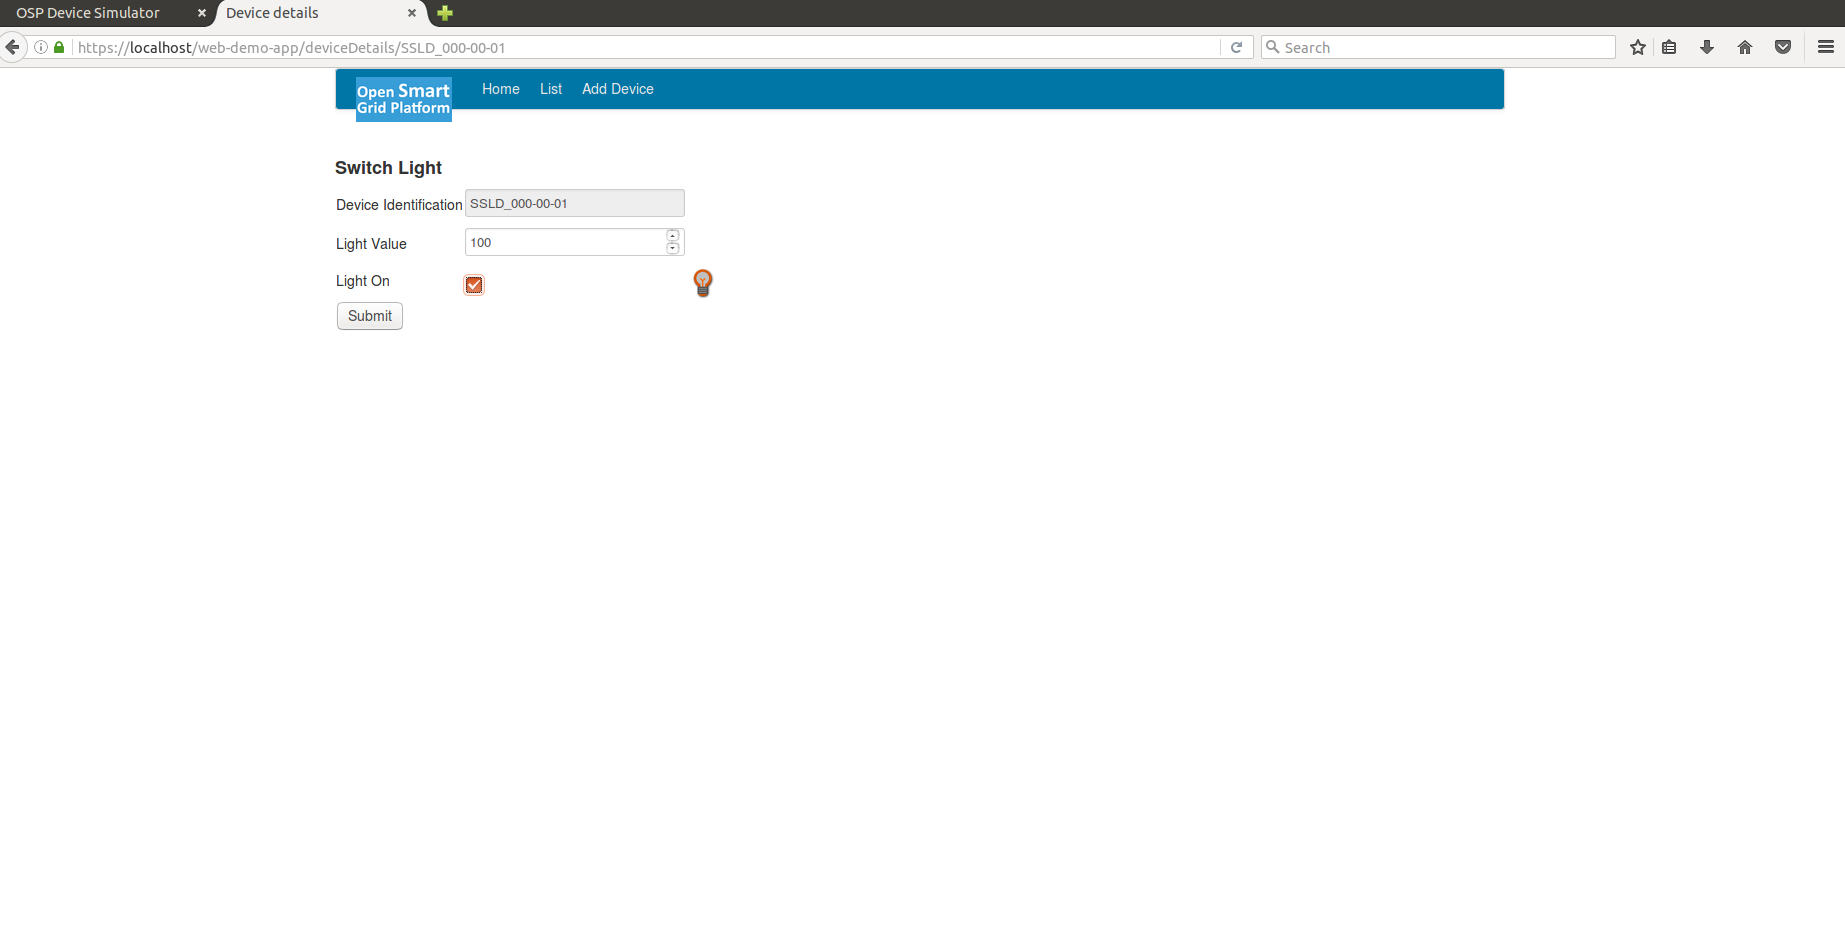 OSP Device Simulator
Device details
https://localhost/web-demo-app/deviceDetails/SSLD_000-00-01
Search
Open Smart
Grid Platform
Home List Add Device
Switch Light
Device Identification SSLD_000-00-01
Light Value 100
Light On
Submit